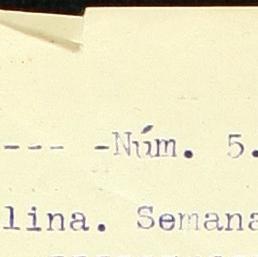 --- -Núm. 5.
lina. Semana